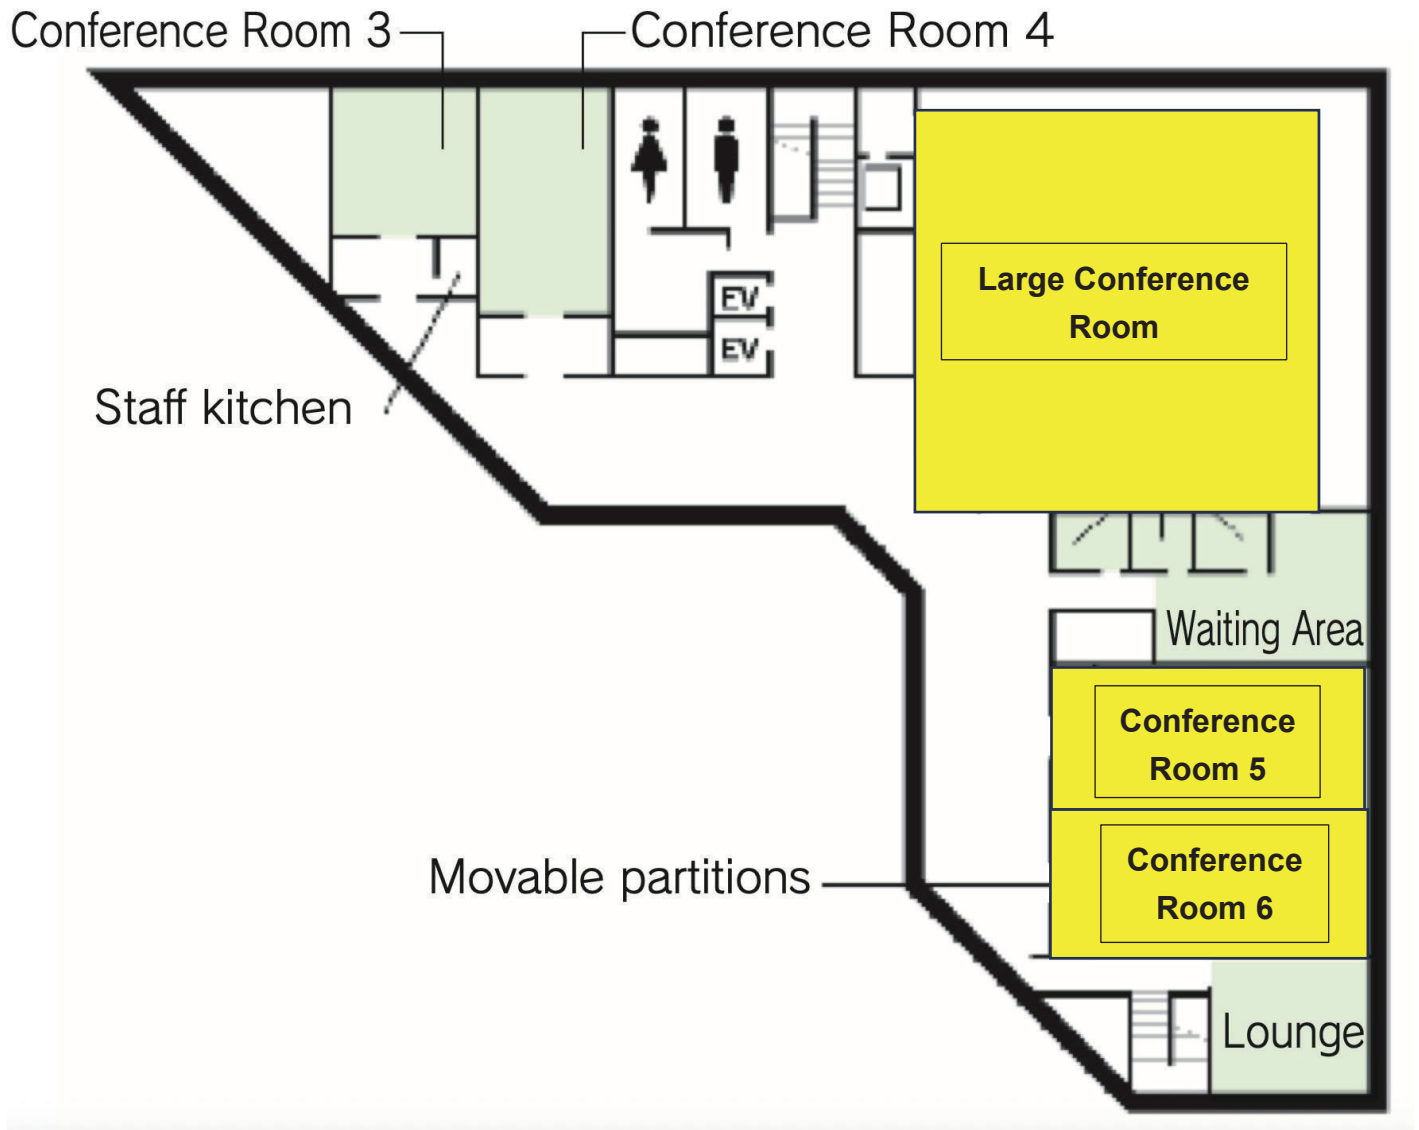 Conference Room 3
Conference Room 4
EV
EV
Large Conference
Room
Staff kitchen
Waiting Area
Conference
Room 5
Movable partitions
Conference
Room 6
Lounge